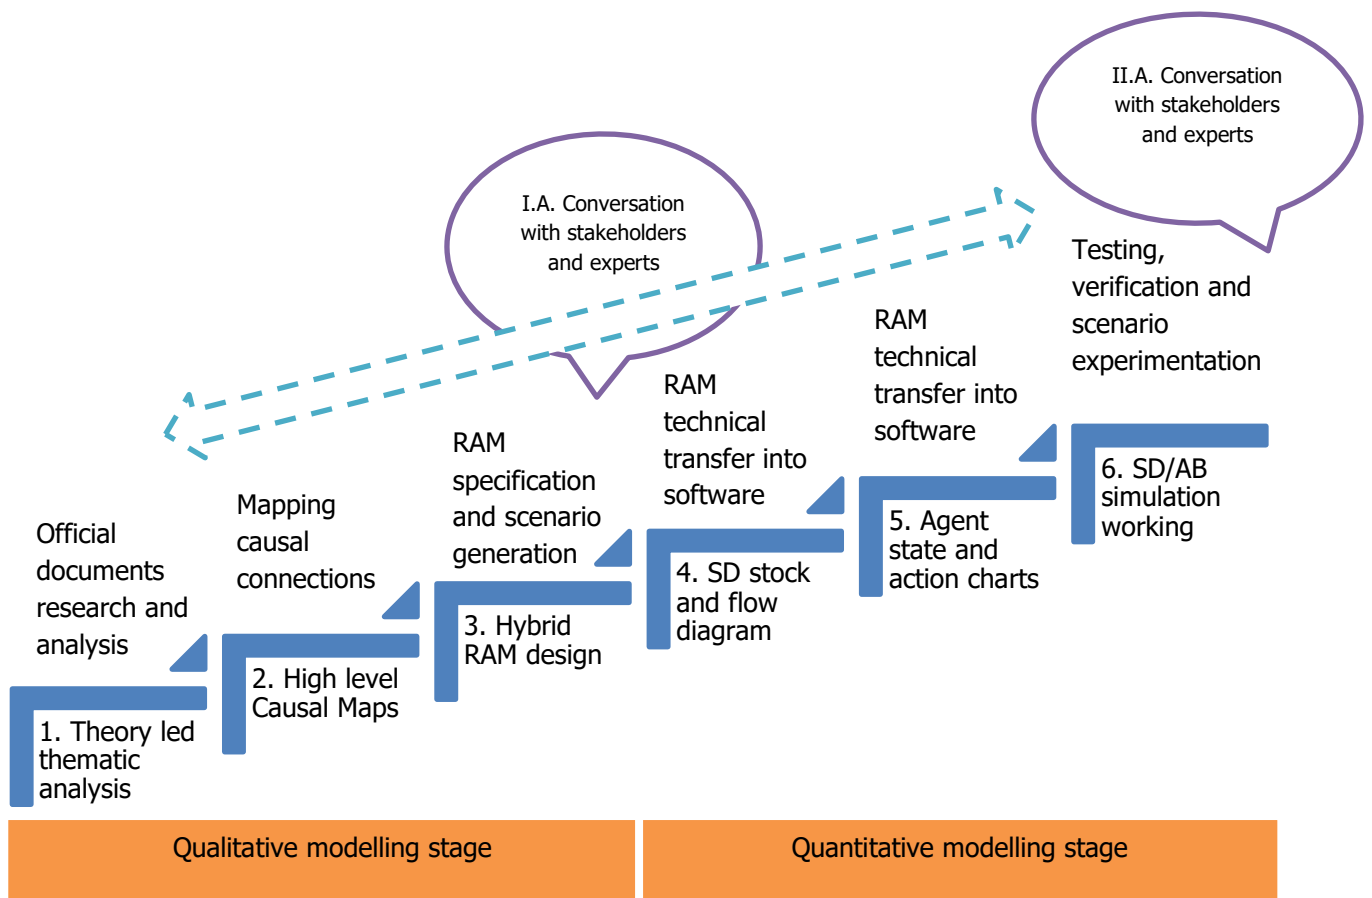 II.A. Conversation
with stakeholders
and experts
I.A. Conversation
with stakeholders
and experts
Official
documents
research and
analysis
1. Theory led
thematic
analysis
Mapping
causal
connections
2. High level
Causal Maps
RAM
specification
and scenario
generation
3. Hybrid
RAM design
RAM
technical
transfer into
software
4. SD stock
and flow
diagram
RAM
technical
transfer into
software
5. Agent
state and
action charts
Testing,
verification and
scenario
experimentation
6. SD/AB
simulation
working
Qualitative modelling stage
Quantitative modelling stage